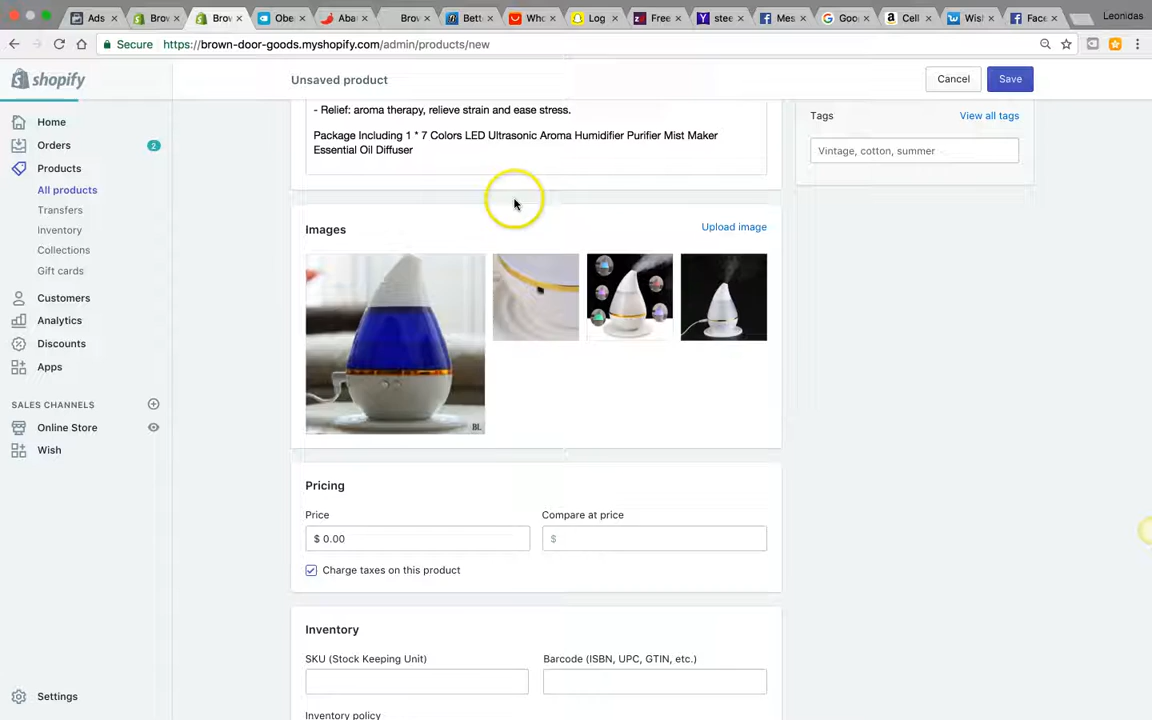 Ads
Brow
Brow
Obe
Aba
Brow
Bett
Who
Log
Free
stee
Mes
Goo
Cell
Wis
Face
Leonidas
Secure https://brown-door-goods.myshopify.com/admin/products/new
shopify
Unsaved product
Cancel
Save
Home
Orders
2
Products
All products
Transfers
Inventory
Collections
Gift cards
Customers
Analytics
Discounts
Apps
SALES CHANNELS
Online Store
Wish
Settings
- Relief: aroma therapy, relieve strain and ease stress.
Package Including 1 * 7 Colors LED Ultrasonic Aroma Humidifier Purifier Mist Maker
Essential Oil Diffuser
Tags
View all tags
Vintage, cotton, summer
Images
Upload image
BL
Pricing
Price
Compare at price
$ 0.00
$
Charge taxes on this product
Inventory
SKU (Stock Keeping Unit)
Barcode (ISBN, UPC, GTIN, etc.)
Inventory policy